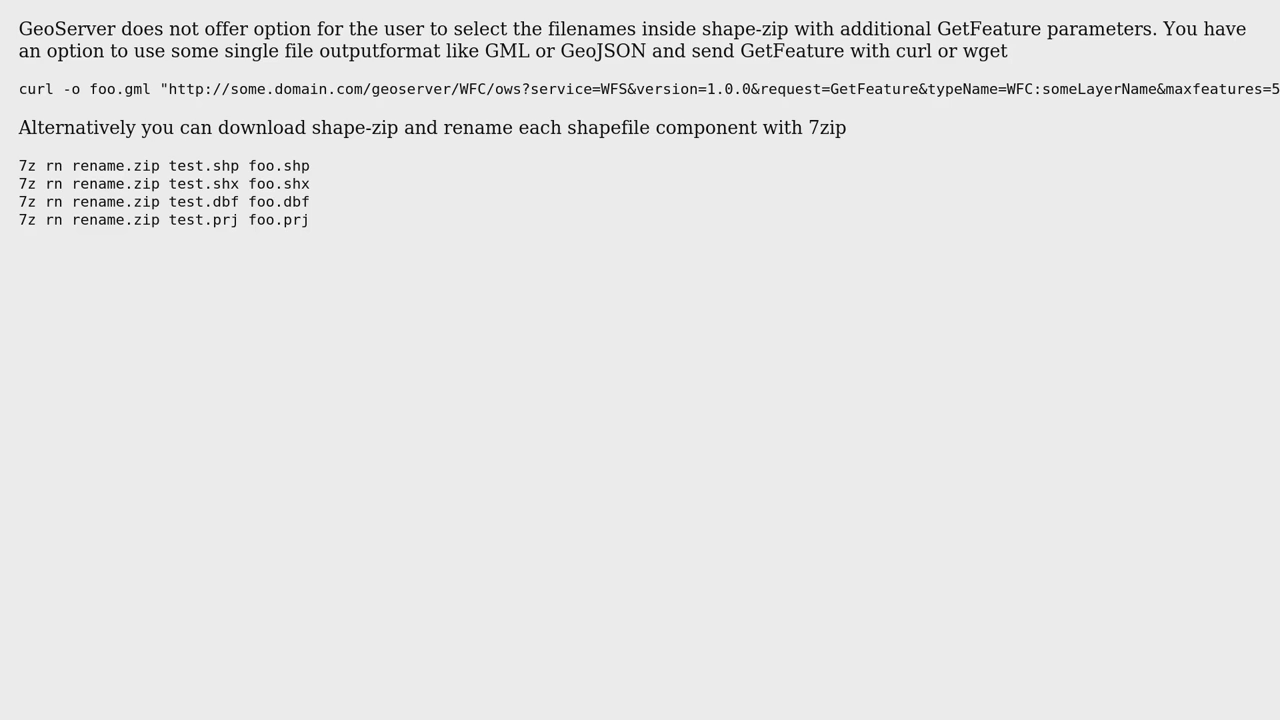 GeoServer does not offer option for the user to select the filenames inside shape-zip with additional GetFeature parameters. You have
an option to use some single file outputformat like GML or GeoJSON and send GetFeature with curl or wget
curl -o foo.gml "http://some.domain.com/geoserver/WFC/ows?service=WFS&version=1.0.0&request=GetFeature&typeName=WFC:someLayerName&maxfeatures=5
Alternatively you can download shape-zip and rename each shapefile component with 7zip
7z rn rename.zip test.shp foo.shp
7z rn rename.zip test.shx foo.shx
7z rn rename.zip test.dbf foo.dbf
7z rn rename.zip test.prj foo.prj